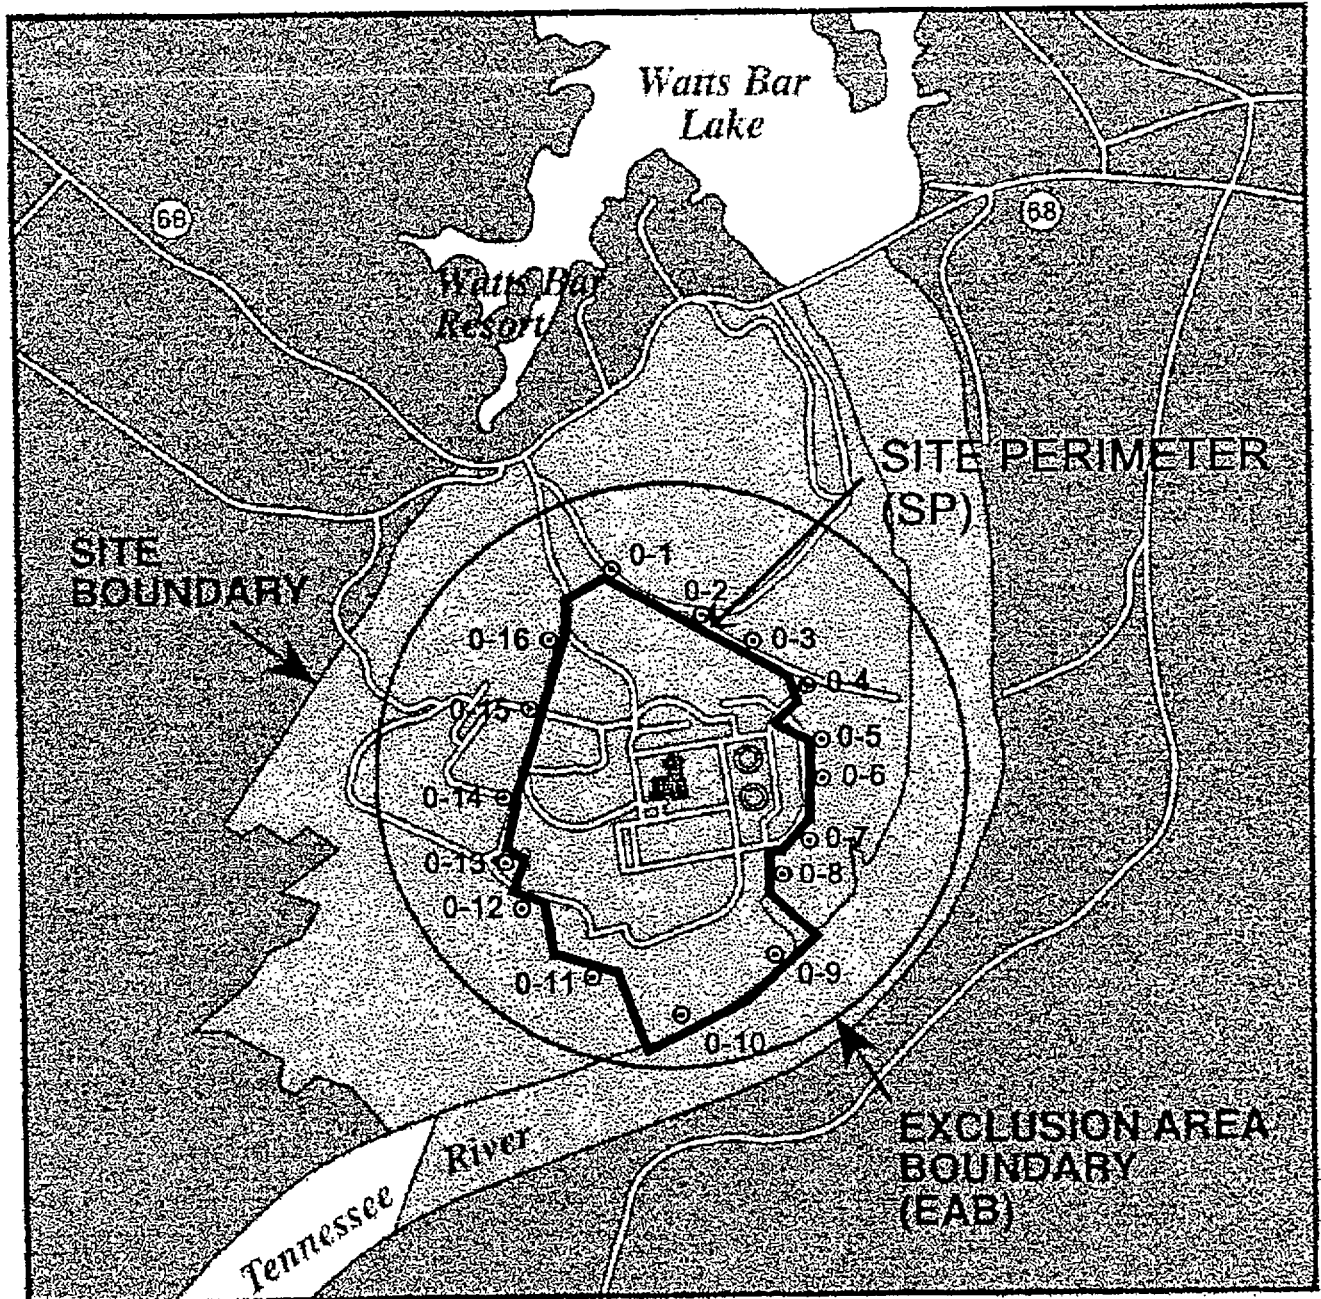 Watts Bar
Lake
68
68
Watts Bar
Resort
SITE PERIMETER
(SP)
SITE
BOUNDARY
0-1
0-2
0-3
0-16
0-4
0-15
0-5
0-6
0-14
0-7
0-13
0-8
0-12
0-9
0-11
0-10
EXCLUSION AREA
BOUNDARY
(EAB)
Tennessee
River